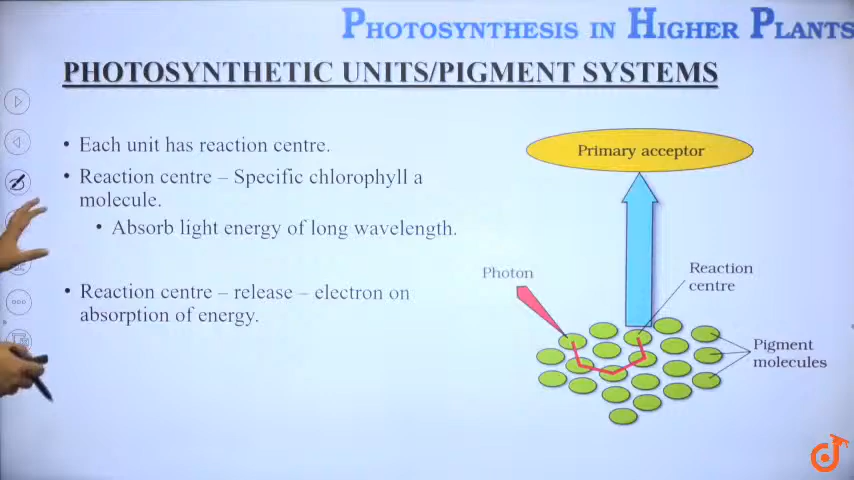 PHOTOSYNTHESIS IN HIGHER PLANTS
PHOTOSYNTHETIC UNITS/PIGMENT SYSTEMS
• Each unit has reaction centre.
• Reaction centre – Specific chlorophyll a
molecule.
• Absorb light energy of long wavelength.
• Reaction centre – release – electron on
absorption of energy.
Primary acceptor
Photon
Reaction
centre
Pigment
molecules